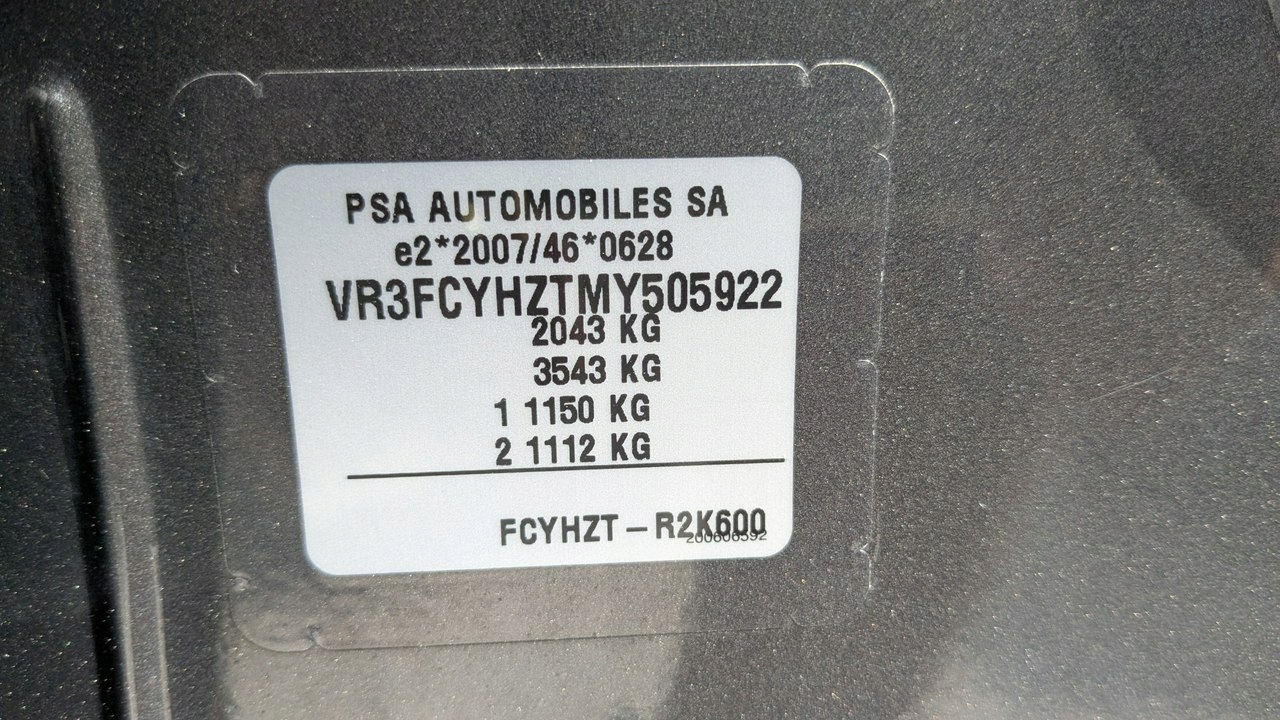 PSA AUTOMOBILES SA
e2*2007/46*0628
VR3FCYHZTMY505922
2043 KG
3543 KG
1 1150 KG
2 1112 KG
FCYHZT – R2K600
200606592